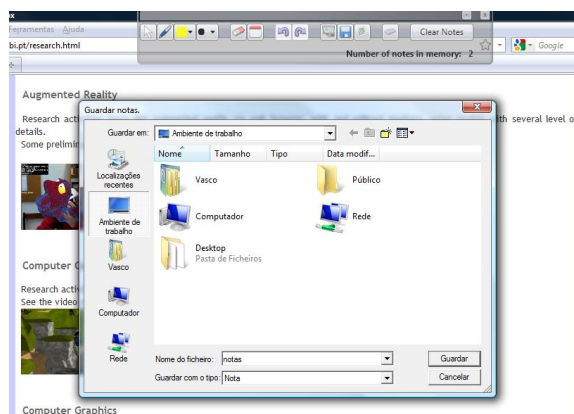 Ferramentas Ajuda
Clear Notes
Number of notes in memory: 2
bi.pt/research.html
Google
Augmented Reality
Guardar notas.
Research acti
ith several level o
details.
Some prelimin
Guardar em:
Ambiente de trabalho
Nome Tamanho Tipo Data modif...
Localizações
recentes
Ambiente de
trabalho
Vasco
Computador
Rede
Vasco
Público
Computador
Rede
Desktop
Pasta de Ficheiros
Computer G
Research acti
See the video
Nome do ficheiro: notas
Guardar
Guardar com o tipo: Nota
Cancelar
Computer Graphics